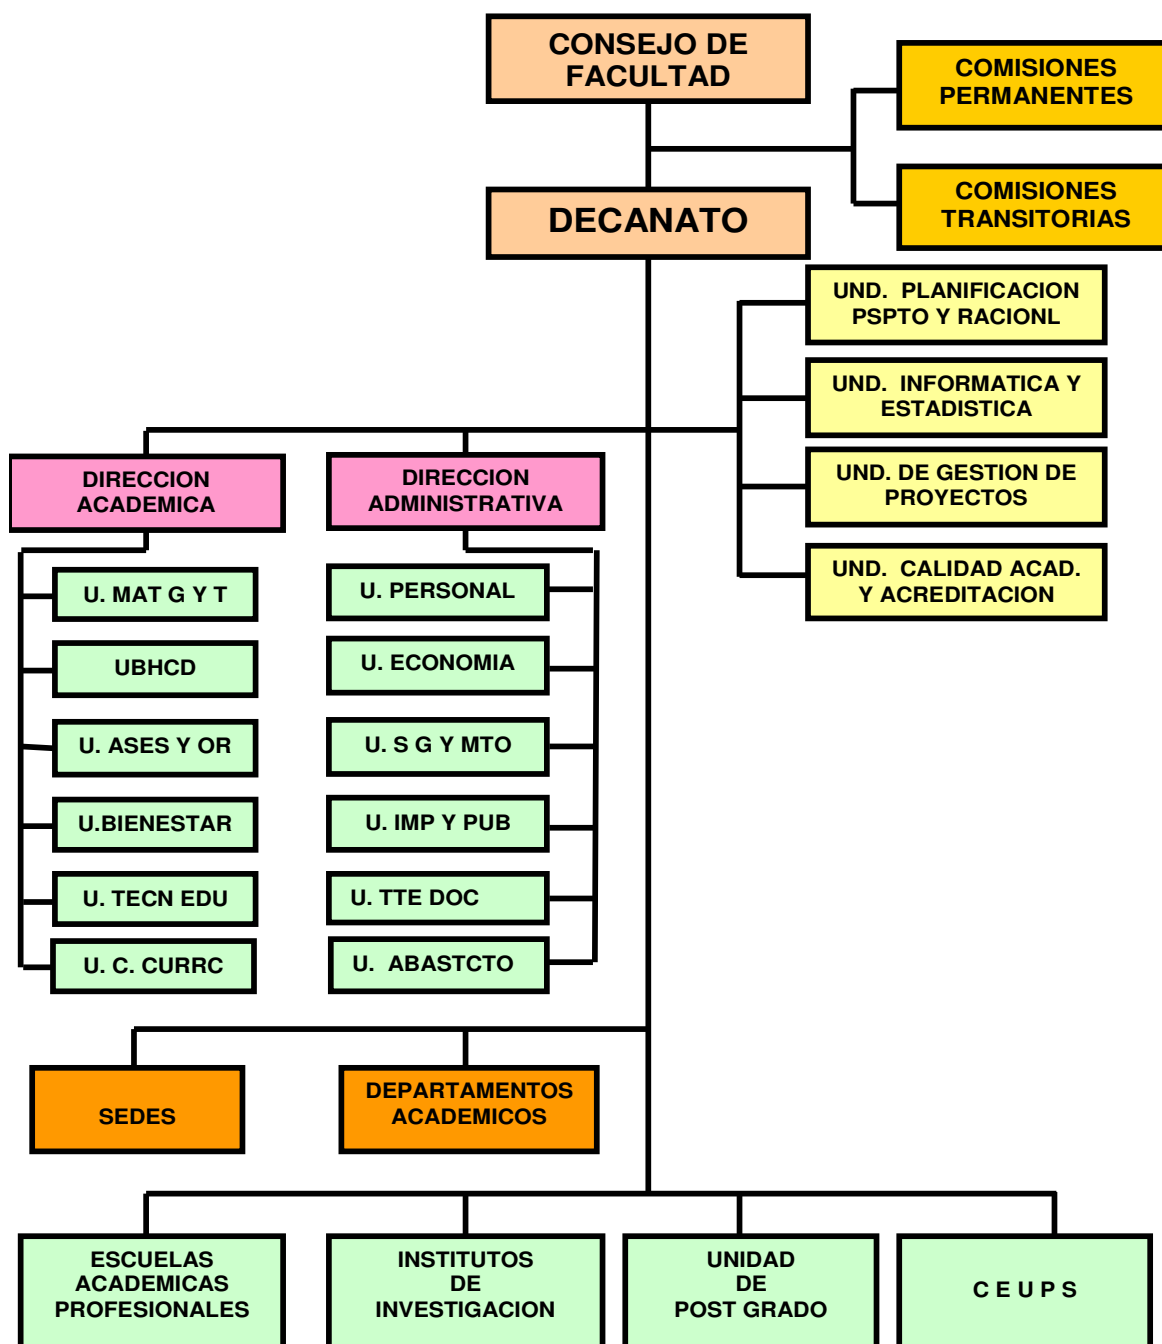 CONSEJO DE
FACULTAD
COMISIONES
PERMANENTES
COMISIONES
TRANSITORIAS
DECANATO
UND.  PLANIFICACION
PSPTO Y RACIONL
UND.  INFORMATICA Y
ESTADISTICA
UND. DE GESTION DE
PROYECTOS
UND.  CALIDAD ACAD.
Y ACREDITACION
DIRECCION
ACADEMICA
DIRECCION
ADMINISTRATIVA
U. MAT G Y T
UBHCD
U. ASES Y OR
U.BIENESTAR
U. TECN EDU
U. C. CURRC
U. PERSONAL
U. ECONOMIA
U. S G Y MTO
U. IMP Y PUB
U. TTE DOC
U.  ABASTCTO
SEDES
DEPARTAMENTOS
ACADEMICOS
ESCUELAS
ACADEMICAS
PROFESIONALES
INSTITUTOS
DE
INVESTIGACION
UNIDAD
DE
POST GRADO
C E U P S